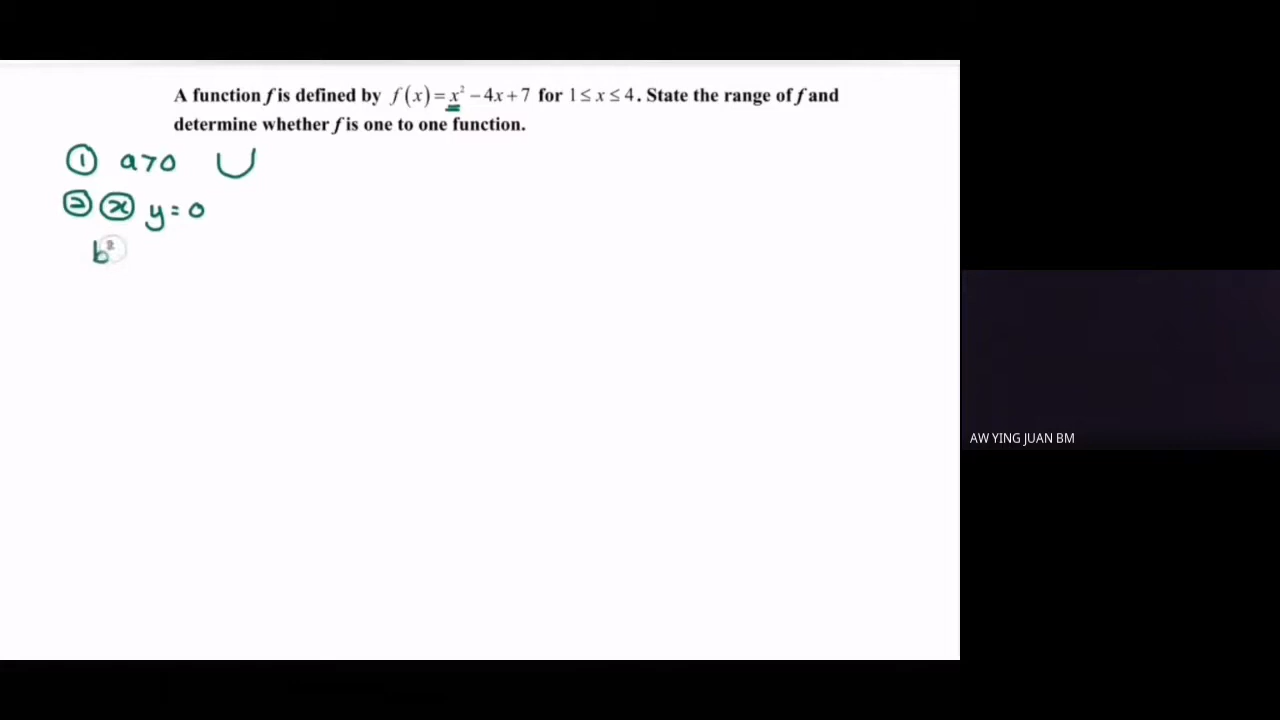 A function f is defined by f(x) = x² − 4x + 7 for 1 ≤ x ≤ 4. State the range of f and
determine whether f is one to one function.
① a>0
② ⓧ y = 0
b²
AW YING JUAN BM